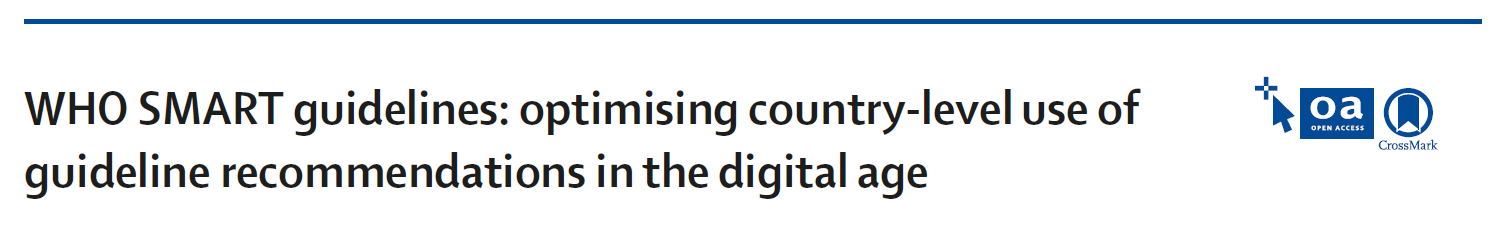 WHO SMART guidelines: optimising country-level use of
guideline recommendations in the digital age
oa
OPEN ACCESS
CrossMark